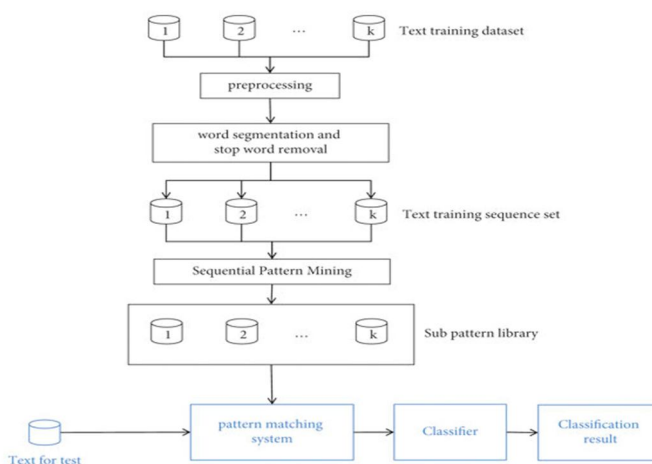 1 2 ... k Text training dataset
preprocessing
word segmentation and
stop word removal
1 2 ... k Text training sequence set
Sequential Pattern Mining
1 2 ... k Sub pattern library
Text for test
pattern matching
system
Classifier
Classification
result